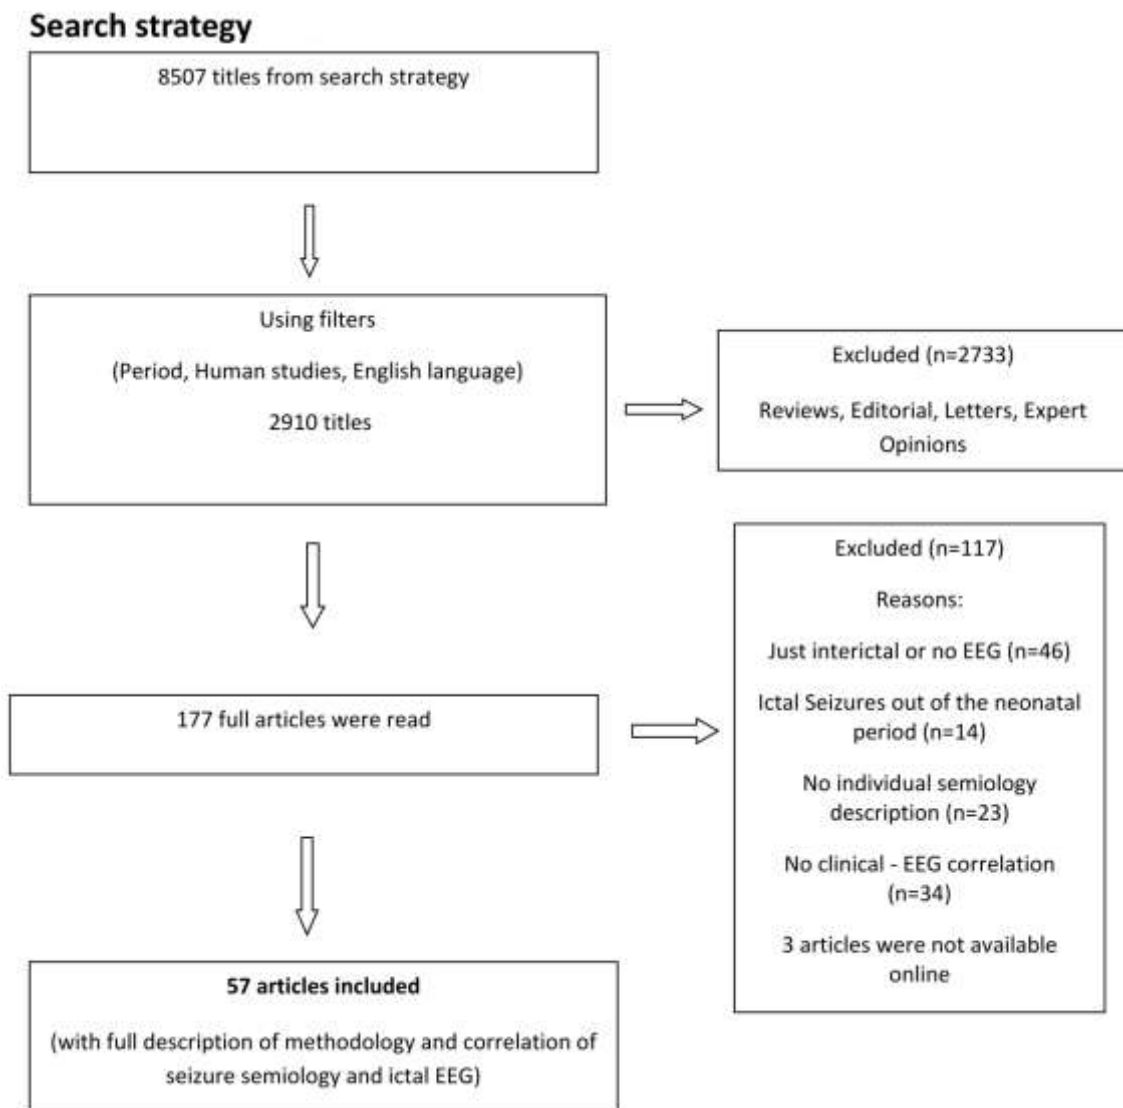 Search strategy
8507 titles from search strategy
Using filters
(Period, Human studies, English language)
2910 titles
Excluded (n=2733)
Reviews, Editorial, Letters, Expert
Opinions
177 full articles were read
Excluded (n=117)
Reasons:
Just interictal or no EEG (n=46)
Ictal Seizures out of the neonatal
period (n=14)
No individual semiology
description (n=23)
No clinical - EEG correlation
(n=34)
3 articles were not available
online
57 articles included
(with full description of methodology and correlation of
seizure semiology and ictal EEG)